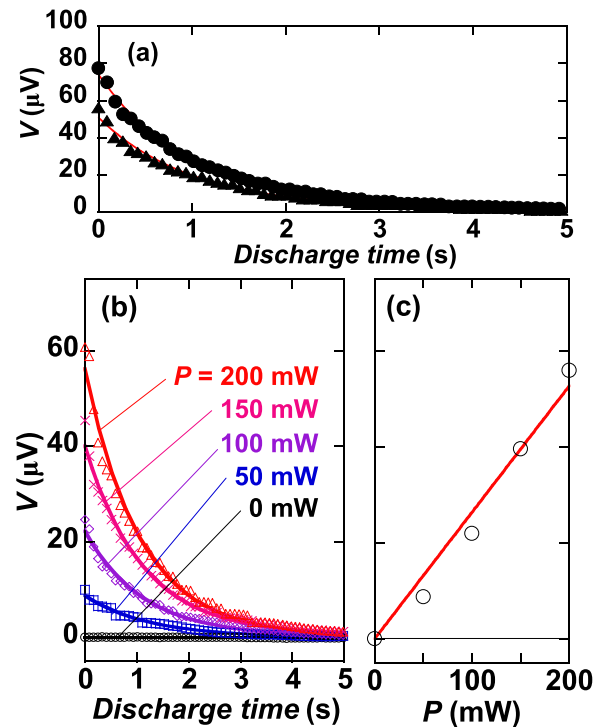 100
80
60
40
20
0
V (μV)
(a)
0 1 2 3 4 5
Discharge time (s)
(b)
60
40
20
0
V (μV)
P = 200 mW
150 mW
100 mW
50 mW
0 mW
0 1 2 3 4 5
Discharge time (s)
(c)
0 100 200
P (mW)